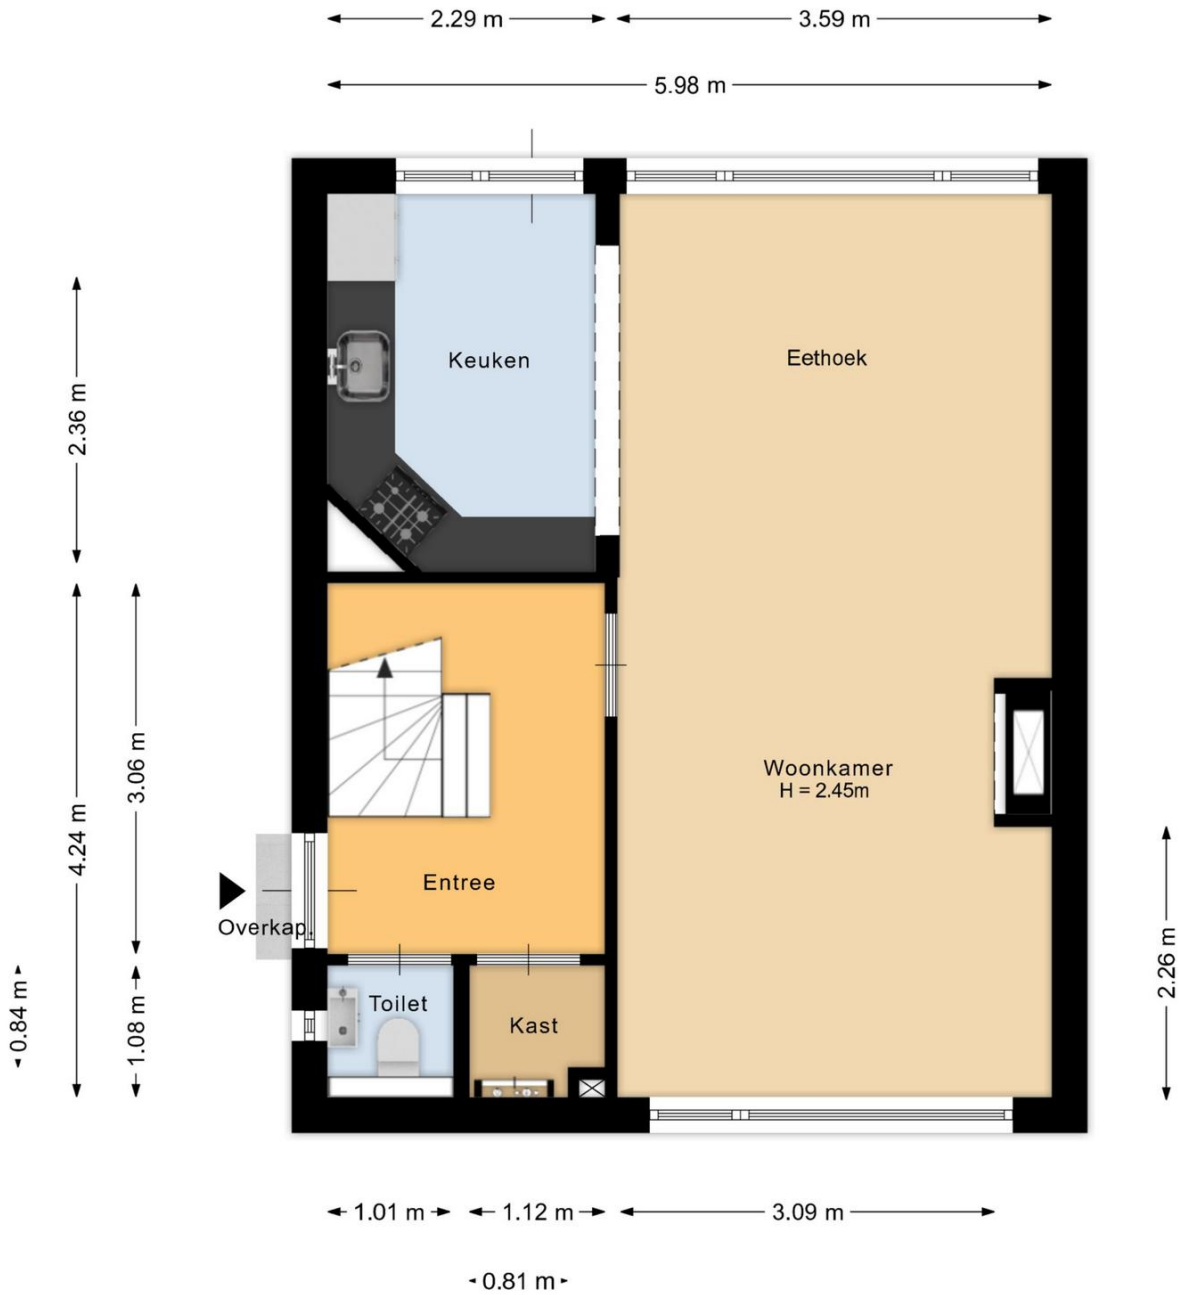 2.29 m
3.59 m
5.98 m
Keuken
Eethoek
2.36 m
Woonkamer
H = 2.45m
3.06 m
4.24 m
Entree
Overkap.
2.26 m
Toilet
Kast
0.84 m
1.08 m
1.01 m
1.12 m
3.09 m
0.81 m